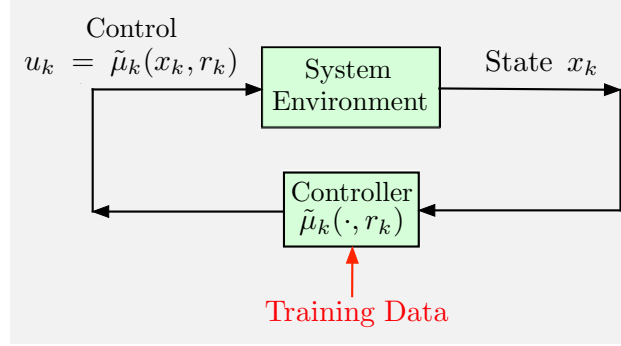 Control
u_k = μ̃_k(x_k, r_k)
System
Environment
State x_k
Controller
μ̃_k(·, r_k)
Training Data